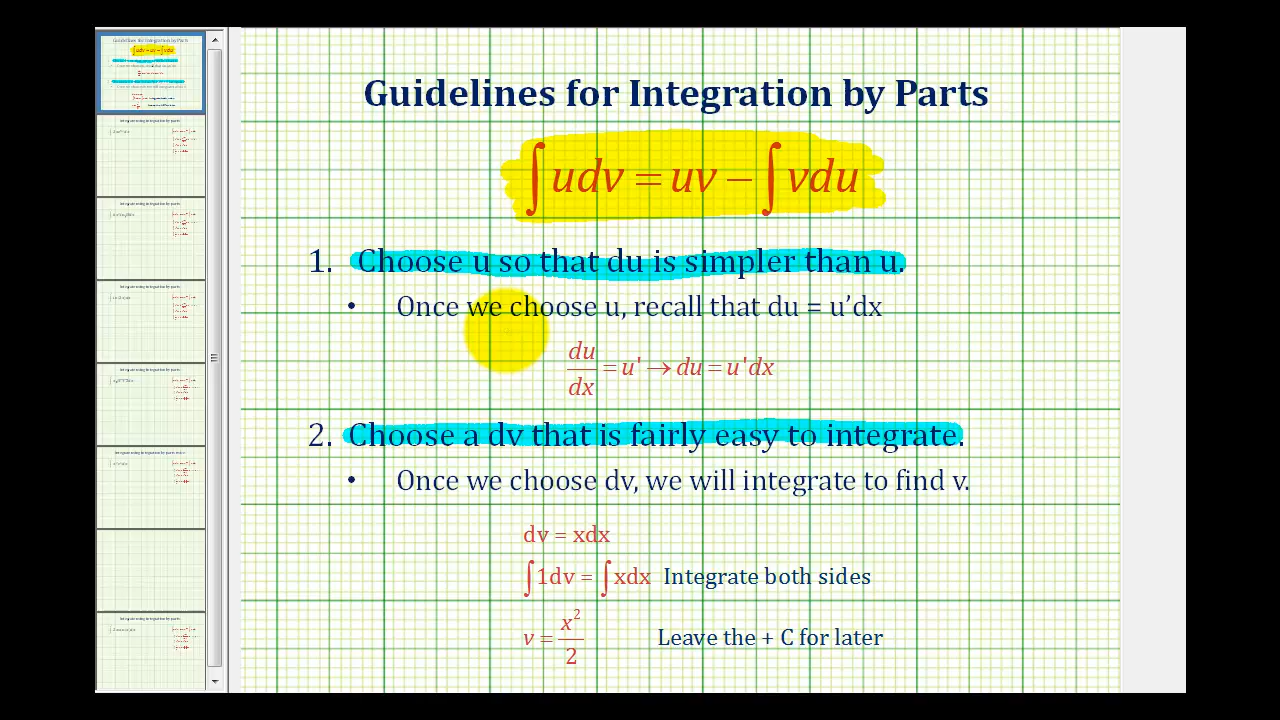 Guidelines for Integration by Parts
∫udv = uv − ∫vdu
1. Choose u so that du is simpler than u.
• Once we choose u, recall that du = u’dx
du/dx = u' → du = u'dx
2. Choose a dv that is fairly easy to integrate.
• Once we choose dv, we will integrate to find v.
dv = xdx
∫1dv = ∫xdx Integrate both sides
v = x²/2 Leave the + C for later